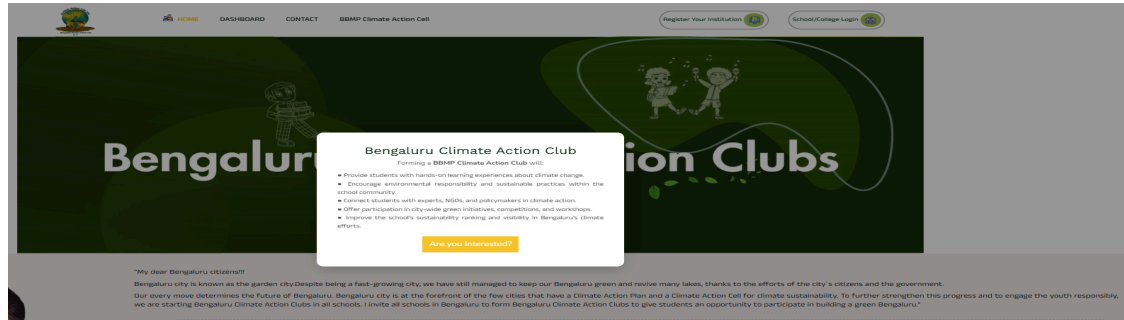 HOME DASHBOARD CONTACT BBMP Climate Action Cell Register Your Institution School/College Login
Bengaluru
ion Clubs
Bengaluru Climate Action Club
Forming a BBMP Climate Action Club will:
• Provide students with hands-on learning experiences about climate change.
• Encourage environmental responsibility and sustainable practices within the
school community.
• Connect students with experts, NGOs, and policymakers in climate action.
• Offer participation in city-wide green initiatives, competitions, and workshops.
• Improve the school's sustainability ranking and visibility in Bengaluru's climate
efforts.
Are you Interested?
"My dear Bengaluru citizens!!!
Bengaluru city is known as the garden city.Despite being a fast-growing city, we have still managed to keep our Bengaluru green and revive many lakes, thanks to the efforts of the city`s citizens and the government.
Our every move determines the future of Bengaluru. Bengaluru city is at the forefront of the few cities that have a Climate Action Plan and a Climate Action Cell for climate sustainability. To further strengthen this progress and to engage the youth responsibly,
we are starting Bengaluru Climate Action Clubs in all schools. I invite all schools in Bengaluru to form Bengaluru Climate Action Clubs to give students an opportunity to participate in building a green Bengaluru."